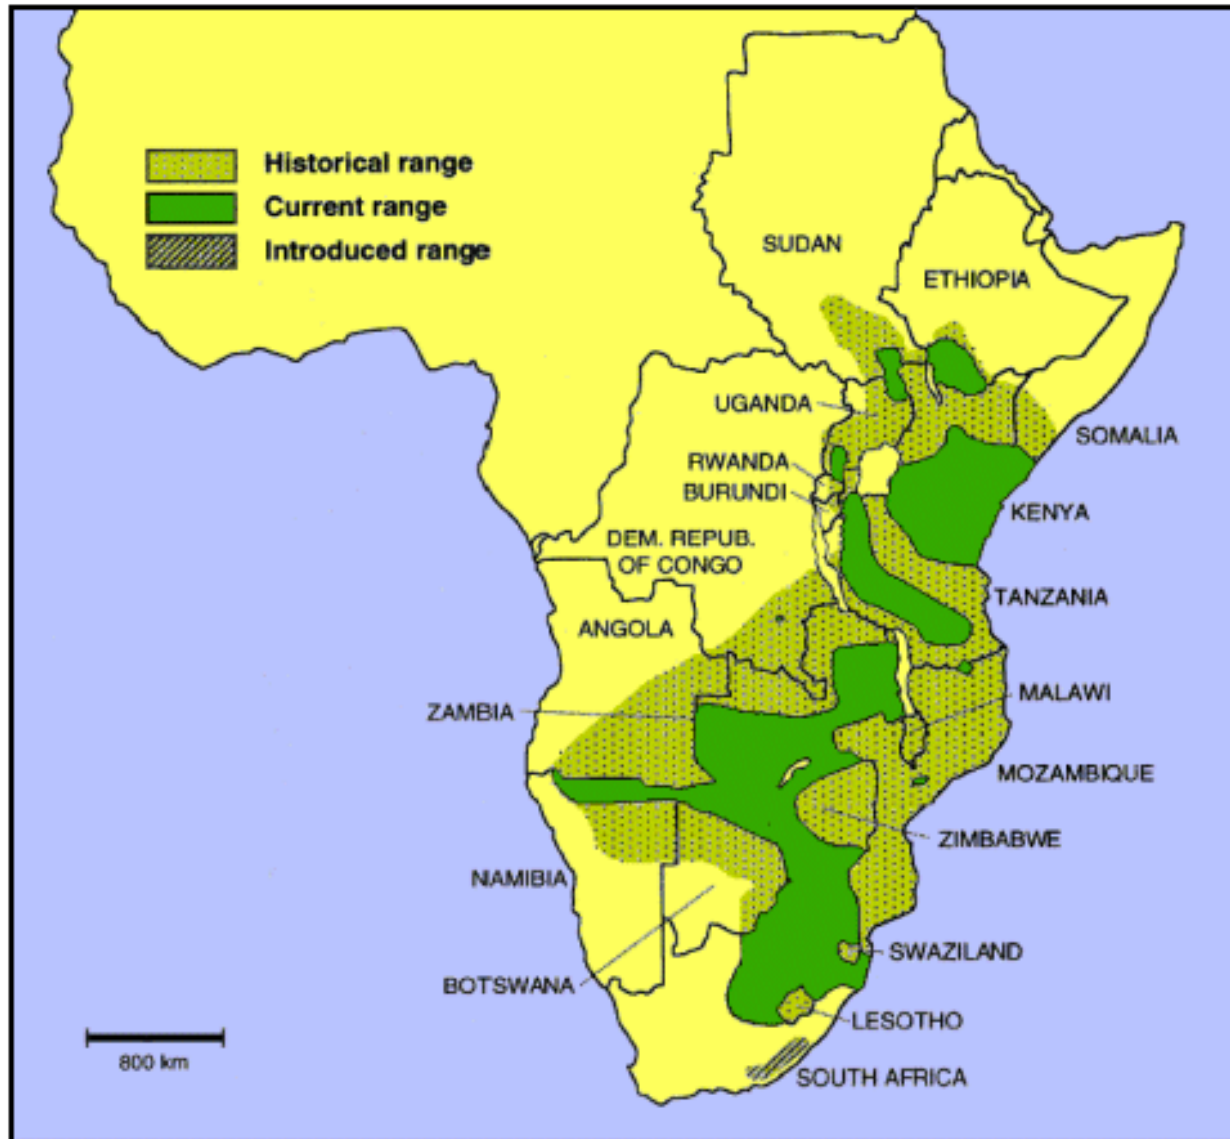 Historical range
Current range
Introduced range
SUDAN
ETHIOPIA
UGANDA
SOMALIA
RWANDA
BURUNDI
KENYA
DEM. REPUB.
OF CONGO
TANZANIA
ANGOLA
MALAWI
ZAMBIA
MOZAMBIQUE
ZIMBABWE
NAMIBIA
SWAZILAND
BOTSWANA
LESOTHO
800 km
SOUTH AFRICA